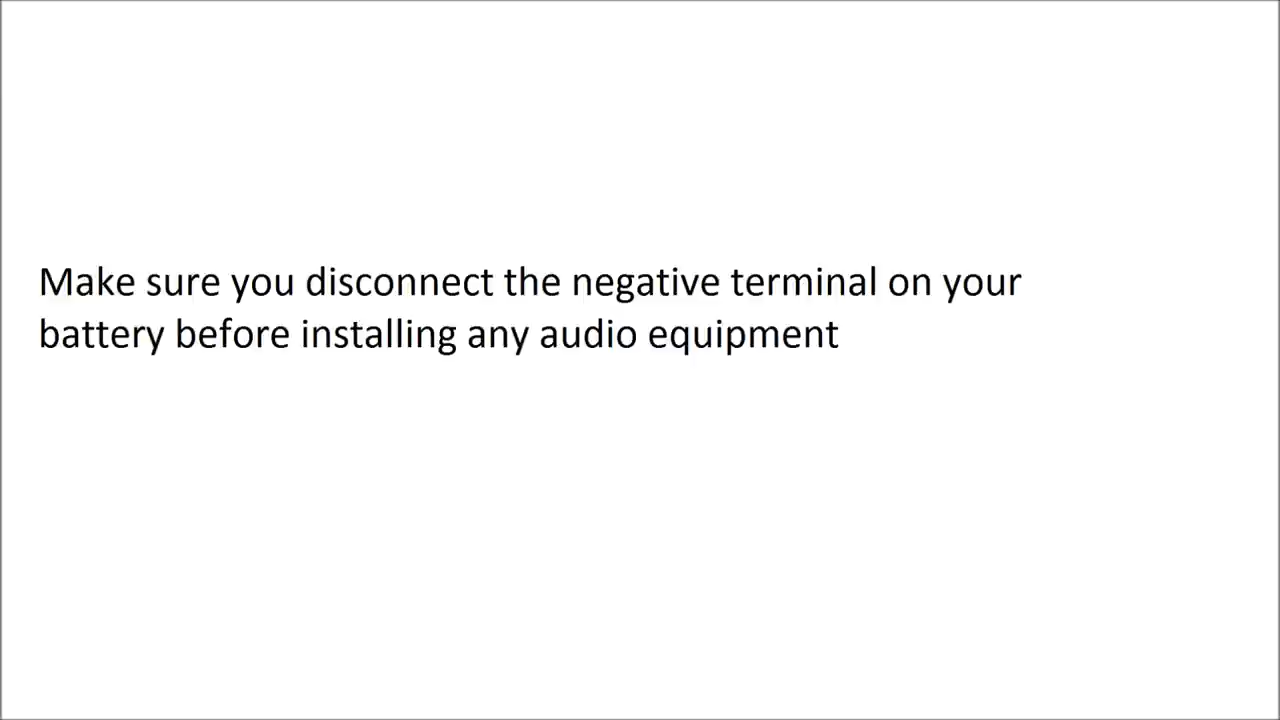 Make sure you disconnect the negative terminal on your
battery before installing any audio equipment